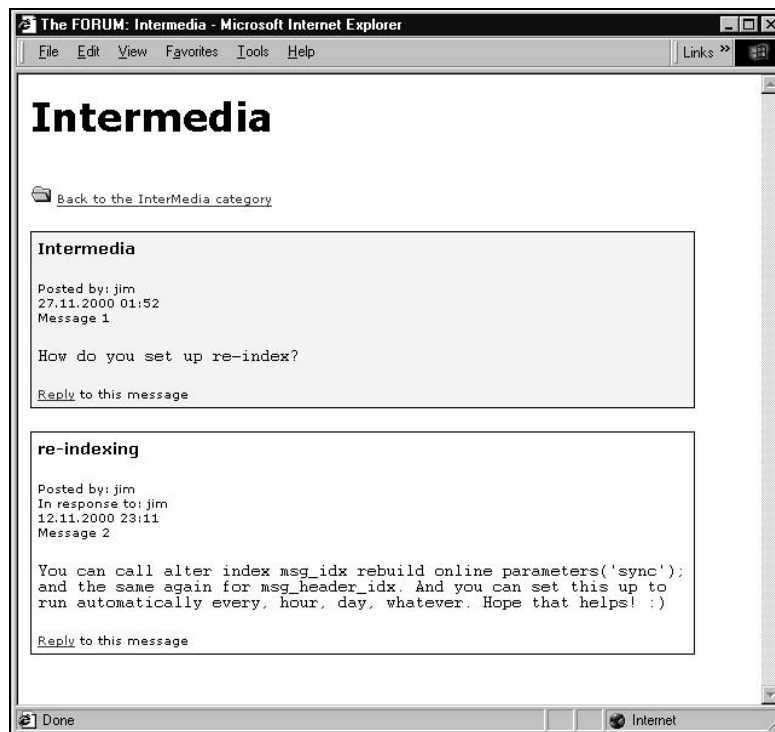 The FORUM: Intermedia - Microsoft Internet Explorer
File Edit View Favorites Tools Help Links »
Intermedia
Back to the InterMedia category
Intermedia
Posted by: jim
27.11.2000 01:52
Message 1
How do you set up re-index?
Reply to this message
re-indexing
Posted by: jim
In response to: jim
12.11.2000 23:11
Message 2
You can call alter index msg_idx rebuild online parameters('sync');
and the same again for msg_header_idx. And you can set this up to
run automatically every, hour, day, whatever. Hope that helps! :)
Reply to this message
Done Internet